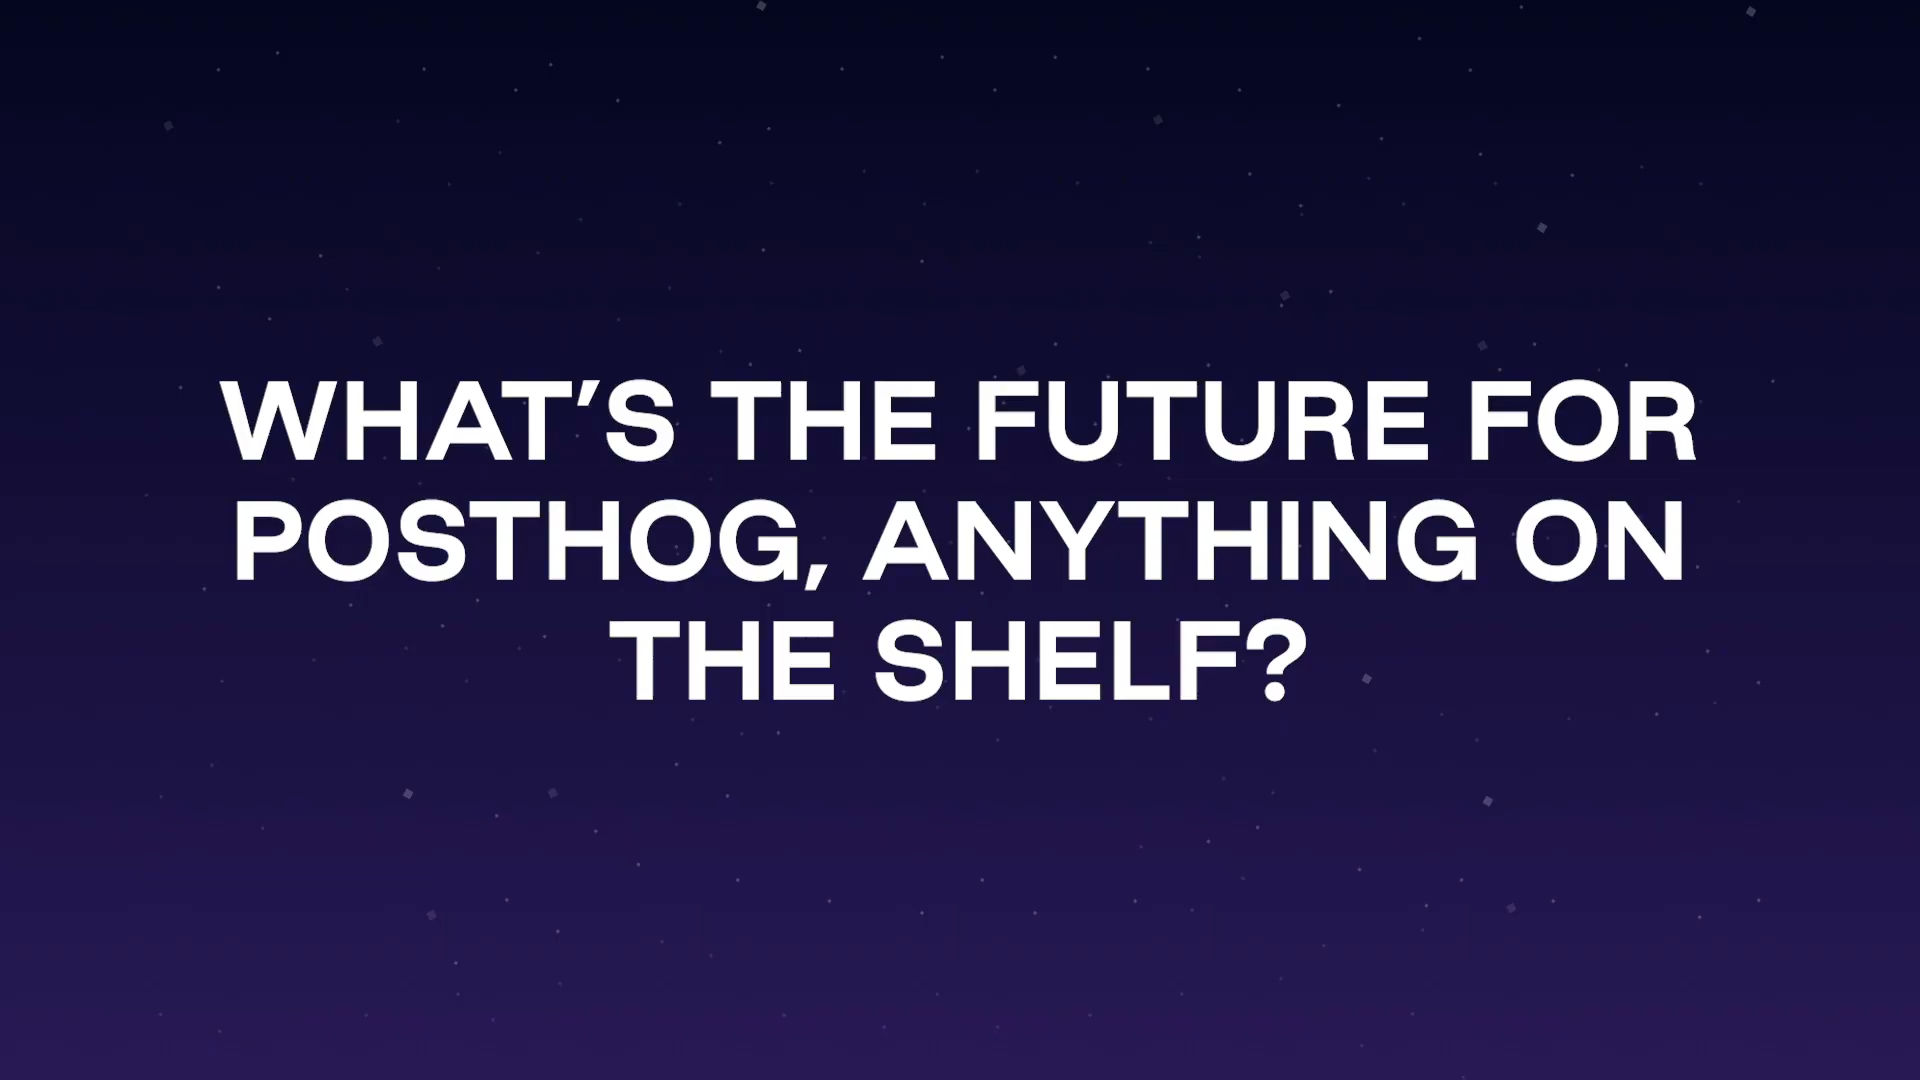 WHAT’S THE FUTURE FOR
POSTHOG, ANYTHING ON
THE SHELF?